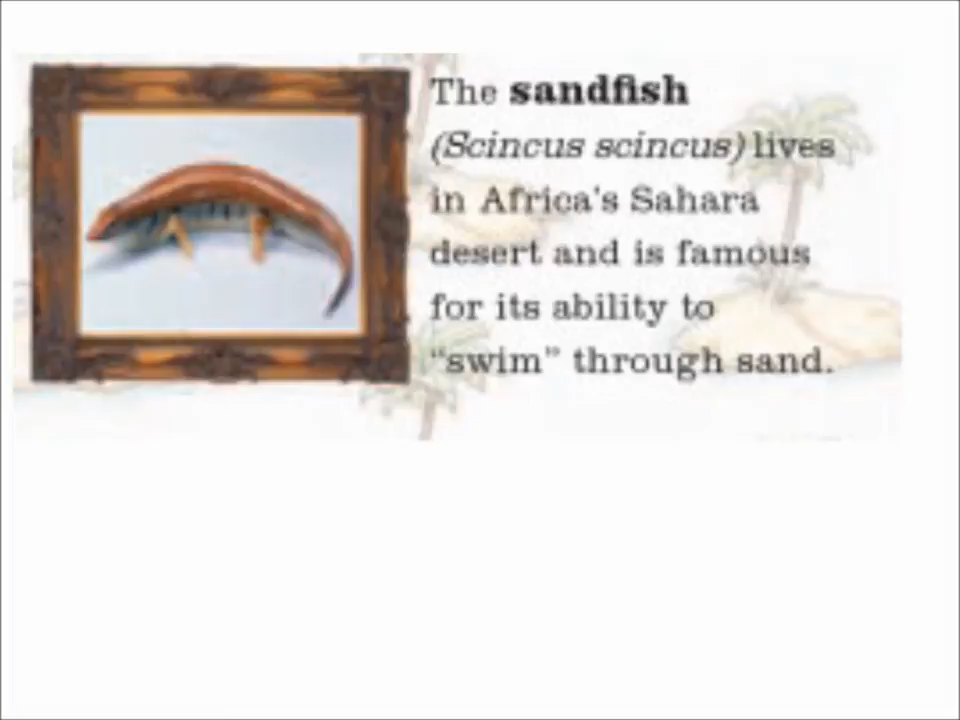 The sandfish
(Scincus scincus) lives
in Africa's Sahara
desert and is famous
for its ability to
“swim” through sand.